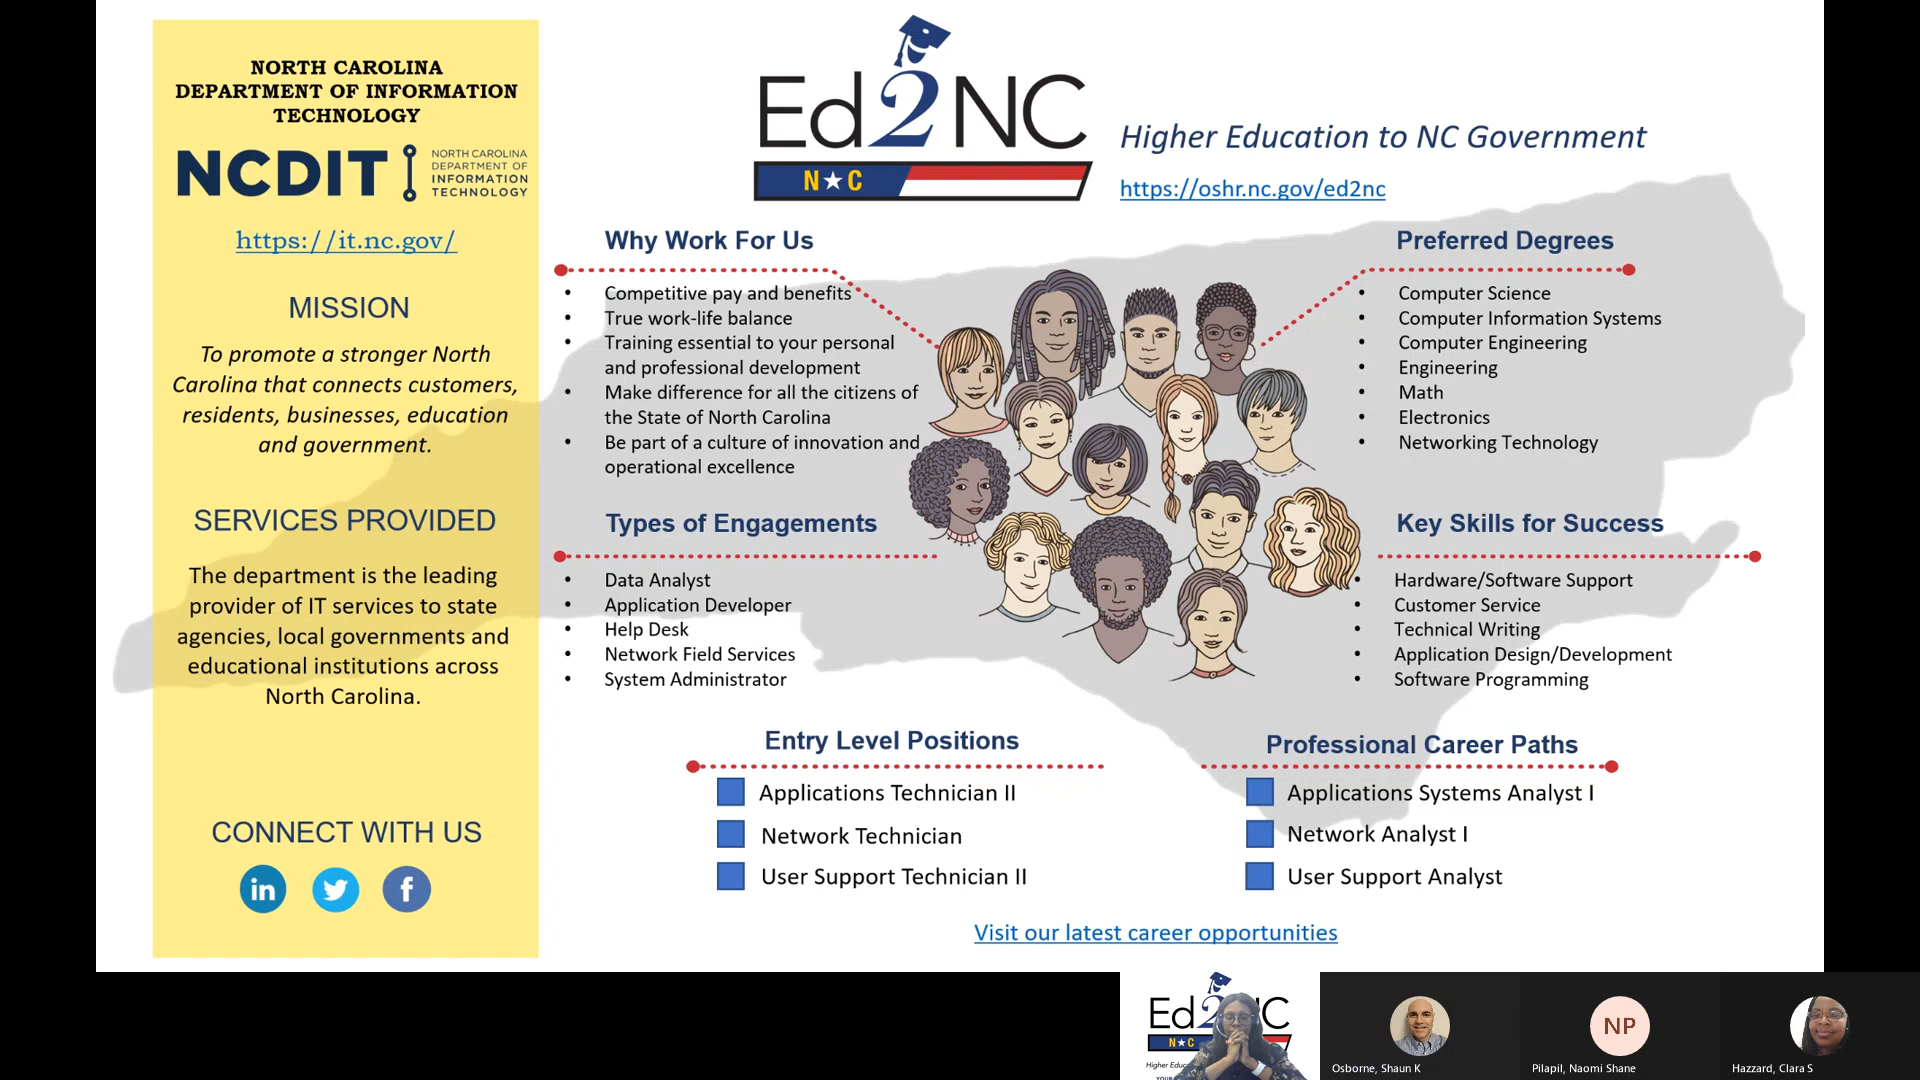 NORTH CAROLINA
DEPARTMENT OF INFORMATION
TECHNOLOGY
NCDIT
NORTH CAROLINA
DEPARTMENT OF
INFORMATION
TECHNOLOGY
https://it.nc.gov/
MISSION
To promote a stronger North
Carolina that connects customers,
residents, businesses, education
and government.
SERVICES PROVIDED
The department is the leading
provider of IT services to state
agencies, local governments and
educational institutions across
North Carolina.
CONNECT WITH US
in
f
Ed2NC
N★C
Higher Education to NC Government
https://oshr.nc.gov/ed2nc
Why Work For Us
• Competitive pay and benefits
• True work-life balance
• Training essential to your personal
and professional development
• Make difference for all the citizens of
the State of North Carolina
• Be part of a culture of innovation and
operational excellence
Preferred Degrees
• Computer Science
• Computer Information Systems
• Computer Engineering
• Engineering
• Math
• Electronics
• Networking Technology
Types of Engagements
• Data Analyst
• Application Developer
• Help Desk
• Network Field Services
• System Administrator
Key Skills for Success
• Hardware/Software Support
• Customer Service
• Technical Writing
• Application Design/Development
• Software Programming
Entry Level Positions
Applications Technician II
Network Technician
User Support Technician II
Professional Career Paths
Applications Systems Analyst I
Network Analyst I
User Support Analyst
Visit our latest career opportunities
Ed2NC
N★C
Higher
NP
Osborne, Shaun K
Pilapil, Naomi Shane
Hazzard, Clara S